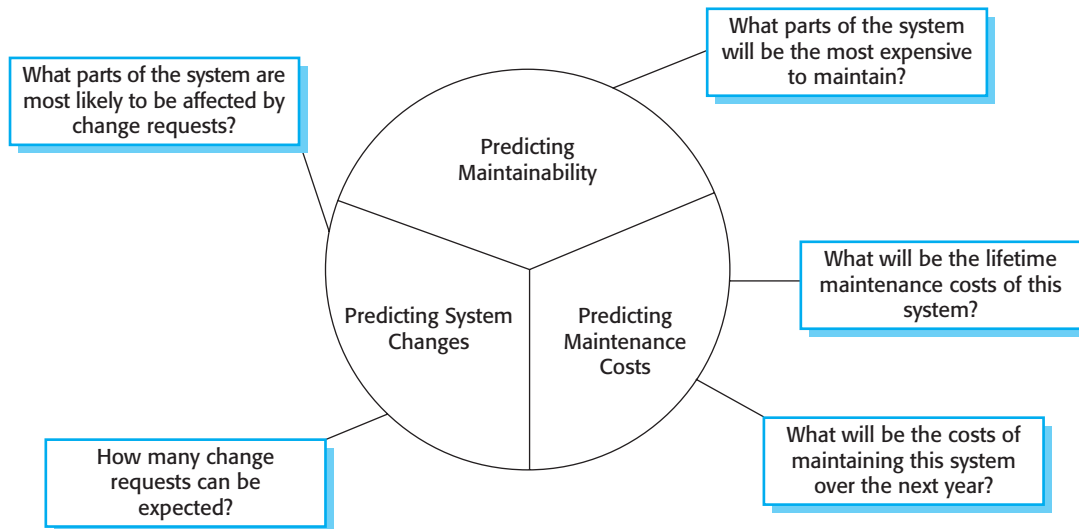 What parts of the system
will be the most expensive
to maintain?
What parts of the system are
most likely to be affected by
change requests?
Predicting
Maintainability
What will be the lifetime
maintenance costs of this
system?
Predicting System
Changes
Predicting
Maintenance
Costs
What will be the costs of
maintaining this system
over the next year?
How many change
requests can be
expected?